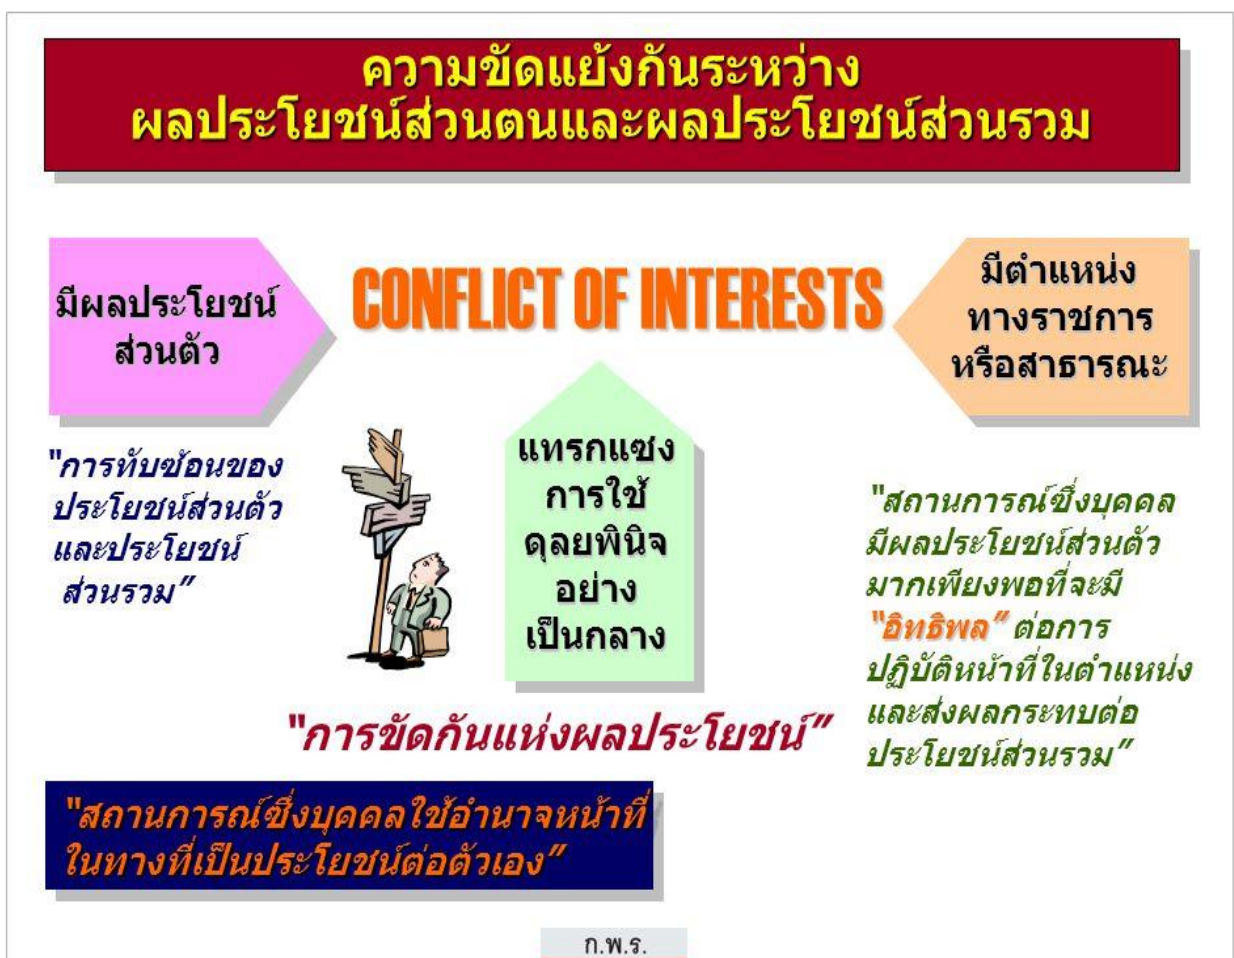 ความขัดแย้งกันระหว่าง
ผลประโยชน์ส่วนตนและผลประโยชน์ส่วนรวม
มีผลประโยชน์
ส่วนตัว
CONFLICT OF INTERESTS
มีตำแหน่ง
ทางราชการ
หรือสาธารณะ
"การทับซ้อนของ
ประโยชน์ส่วนตัว
และประโยชน์
ส่วนรวม"
แทรกแซง
การใช้
ดุลยพินิจ
อย่าง
เป็นกลาง
"สถานการณ์ซึ่งบุคคล
มีผลประโยชน์ส่วนตัว
มากเพียงพอที่จะมี
"อิทธิพล" ต่อการ
ปฏิบัติหน้าที่ในตำแหน่ง
และส่งผลกระทบต่อ
ประโยชน์ส่วนรวม"
"การขัดกันแห่งผลประโยชน์"
"สถานการณ์ซึ่งบุคคลใช้อำนาจหน้าที่
ในทางที่เป็นประโยชน์ต่อตัวเอง"
ก.พ.ร.